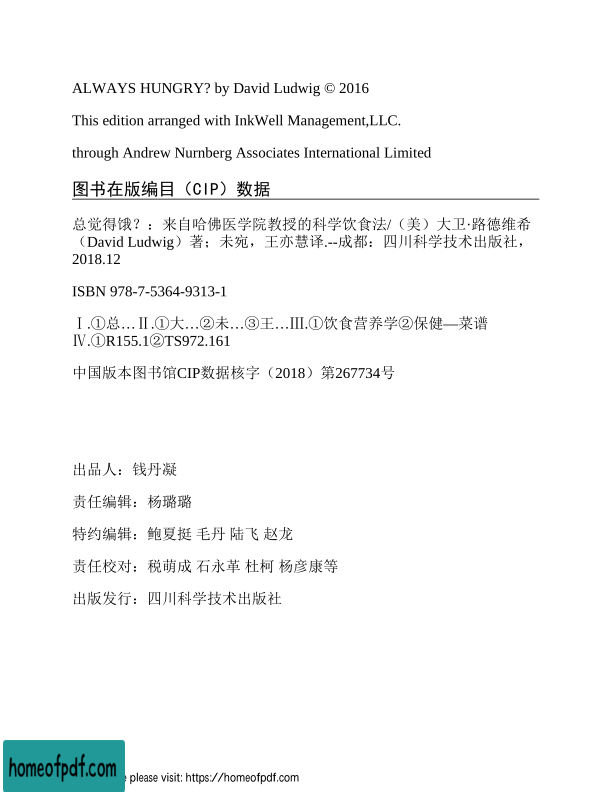 ALWAYS HUNGRY? by David Ludwig © 2016
This edition arranged with InkWell Management,LLC.
through Andrew Nurnberg Associates International Limited
图书在版编目（CIP）数据
总觉得饿？：来自哈佛医学院教授的科学饮食法/（美）大卫·路德维希
（David Ludwig）著；未宛，王亦慧译.--成都：四川科学技术出版社，
2018.12
ISBN 978-7-5364-9313-1
Ⅰ.①总…Ⅱ.①大…②未…③王…Ⅲ.①饮食营养学②保健—菜谱
Ⅳ.①R155.1②TS972.161
中国版本图书馆CIP数据核字（2018）第267734号
出品人：钱丹凝
责任编辑：杨璐璐
特约编辑：鲍夏挺 毛丹 陆飞 赵龙
责任校对：税萌成 石永革 杜柯 杨彦康等
出版发行：四川科学技术出版社
homeofpdf.com
e please visit: https://homeofpdf.com